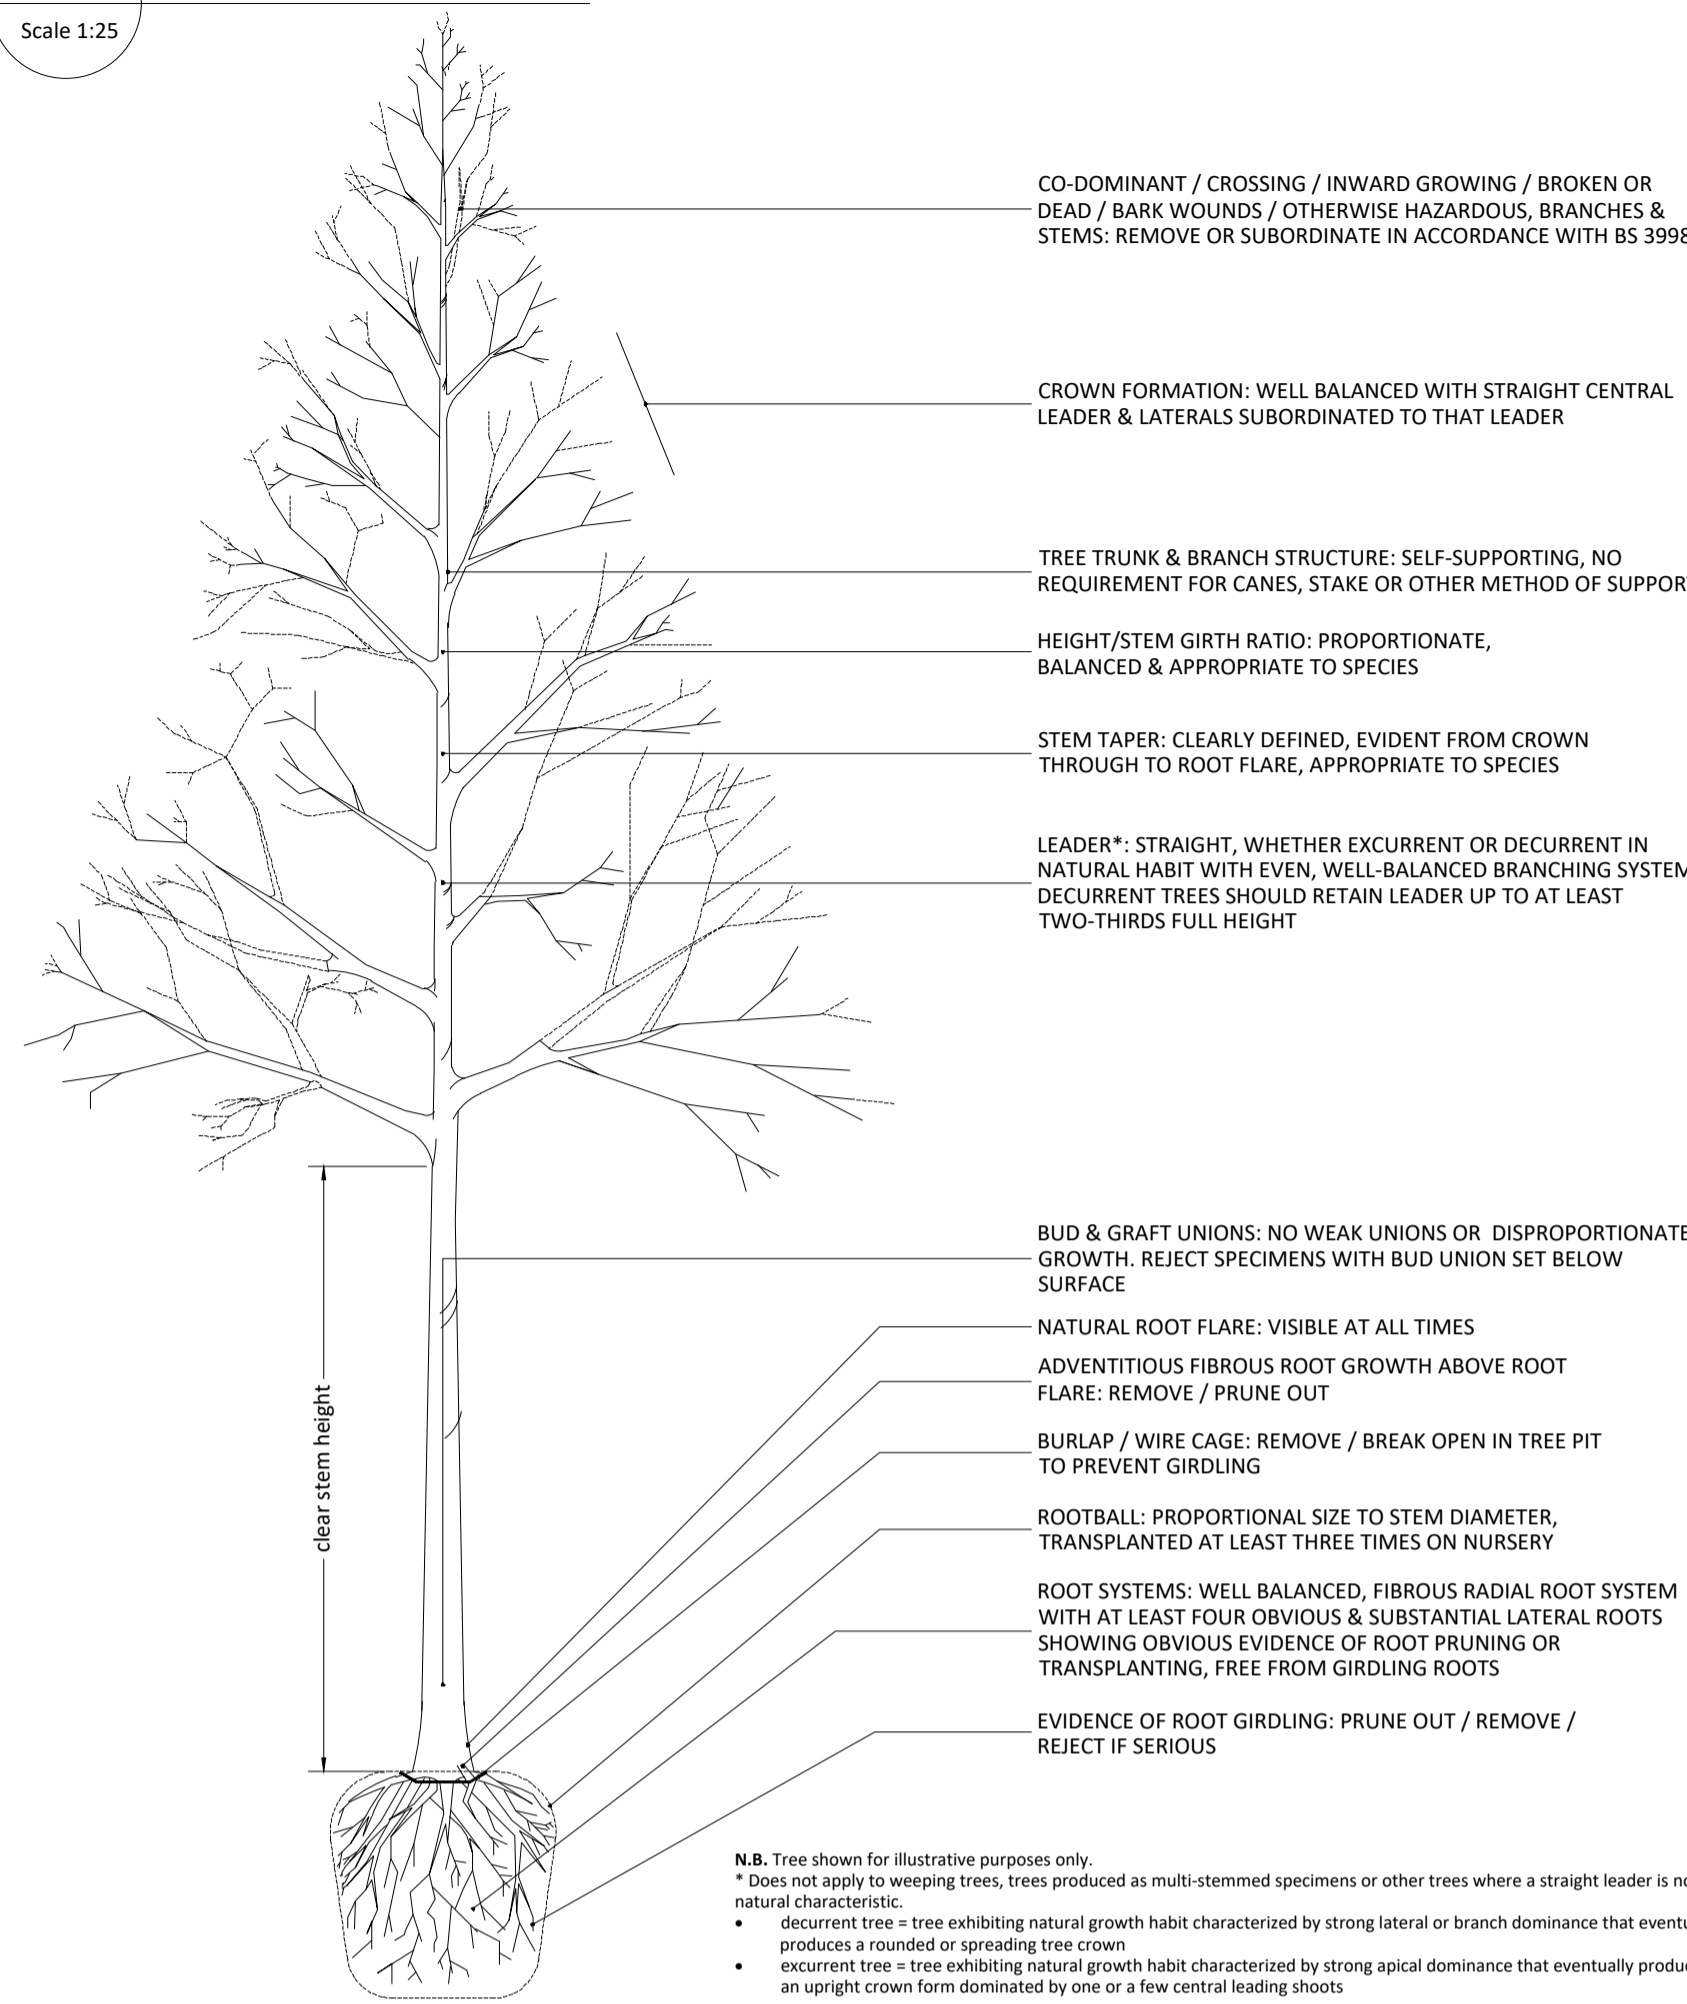 Scale 1:25
CO-DOMINANT / CROSSING / INWARD GROWING / BROKEN OR
DEAD / BARK WOUNDS / OTHERWISE HAZARDOUS, BRANCHES &
STEMS: REMOVE OR SUBORDINATE IN ACCORDANCE WITH BS 3998
CROWN FORMATION: WELL BALANCED WITH STRAIGHT CENTRAL
LEADER & LATERALS SUBORDINATED TO THAT LEADER
TREE TRUNK & BRANCH STRUCTURE: SELF-SUPPORTING, NO
REQUIREMENT FOR CANES, STAKE OR OTHER METHOD OF SUPPOR
HEIGHT/STEM GIRTH RATIO: PROPORTIONATE,
BALANCED & APPROPRIATE TO SPECIES
STEM TAPER: CLEARLY DEFINED, EVIDENT FROM CROWN
THROUGH TO ROOT FLARE, APPROPRIATE TO SPECIES
LEADER*: STRAIGHT, WHETHER EXCURRENT OR DECURRENT IN
NATURAL HABIT WITH EVEN, WELL-BALANCED BRANCHING SYSTEM
DECURRENT TREES SHOULD RETAIN LEADER UP TO AT LEAST
TWO-THIRDS FULL HEIGHT
BUD & GRAFT UNIONS: NO WEAK UNIONS OR DISPROPORTIONATE
GROWTH. REJECT SPECIMENS WITH BUD UNION SET BELOW
SURFACE
NATURAL ROOT FLARE: VISIBLE AT ALL TIMES
ADVENTITIOUS FIBROUS ROOT GROWTH ABOVE ROOT
FLARE: REMOVE / PRUNE OUT
clear stem height
BURLAP / WIRE CAGE: REMOVE / BREAK OPEN IN TREE PIT
TO PREVENT GIRDLING
ROOTBALL: PROPORTIONAL SIZE TO STEM DIAMETER,
TRANSPLANTED AT LEAST THREE TIMES ON NURSERY
ROOT SYSTEMS: WELL BALANCED, FIBROUS RADIAL ROOT SYSTEM
WITH AT LEAST FOUR OBVIOUS & SUBSTANTIAL LATERAL ROOTS
SHOWING OBVIOUS EVIDENCE OF ROOT PRUNING OR
TRANSPLANTING, FREE FROM GIRDLING ROOTS
EVIDENCE OF ROOT GIRDLING: PRUNE OUT / REMOVE /
REJECT IF SERIOUS
N.B. Tree shown for illustrative purposes only.
* Does not apply to weeping trees, trees produced as multi-stemmed specimens or other trees where a straight leader is no
natural characteristic.
• decurrent tree = tree exhibiting natural growth habit characterized by strong lateral or branch dominance that eventu
produces a rounded or spreading tree crown
• excurrent tree = tree exhibiting natural growth habit characterized by strong apical dominance that eventually produc
an upright crown form dominated by one or a few central leading shoots